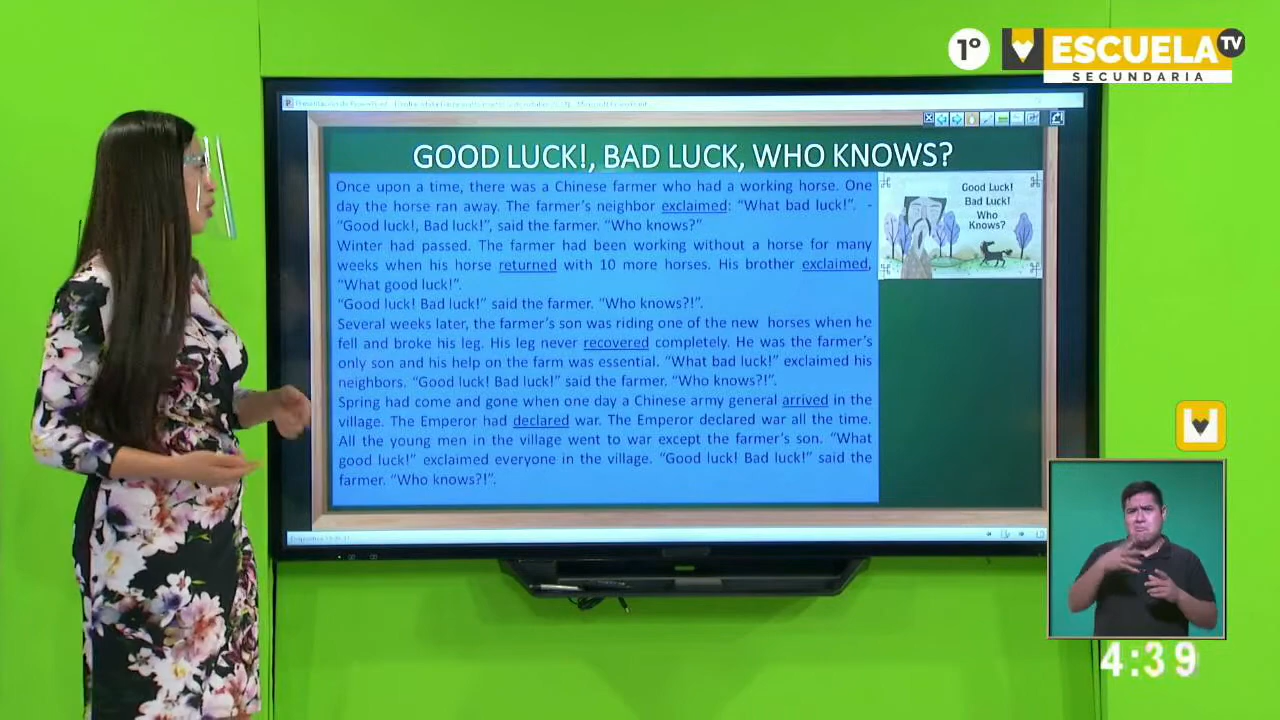 1º
ESCUELA TV
SECUNDARIA
GOOD LUCK!, BAD LUCK, WHO KNOWS?
Once upon a time, there was a Chinese farmer who had a working horse. One
day the horse ran away. The farmer's neighbor exclaimed: “What bad luck!”. -
“Good luck!, Bad luck!”, said the farmer. “Who knows?”
Winter had passed. The farmer had been working without a horse for many
weeks when his horse returned with 10 more horses. His brother exclaimed,
“What good luck!”.
“Good luck! Bad luck!” said the farmer. “Who knows?!”.
Several weeks later, the farmer's son was riding one of the new horses when he
fell and broke his leg. His leg never recovered completely. He was the farmer's
only son and his help on the farm was essential. “What bad luck!” exclaimed his
neighbors. “Good luck! Bad luck!” said the farmer. “Who knows?!”.
Spring had come and gone when one day a Chinese army general arrived in the
village. The Emperor had declared war. The Emperor declared war all the time.
All the young men in the village went to war except the farmer's son. “What
good luck!” exclaimed everyone in the village. “Good luck! Bad luck!” said the
farmer. “Who knows?!”.
Good Luck!
Bad Luck!
Who
Knows?
4:39